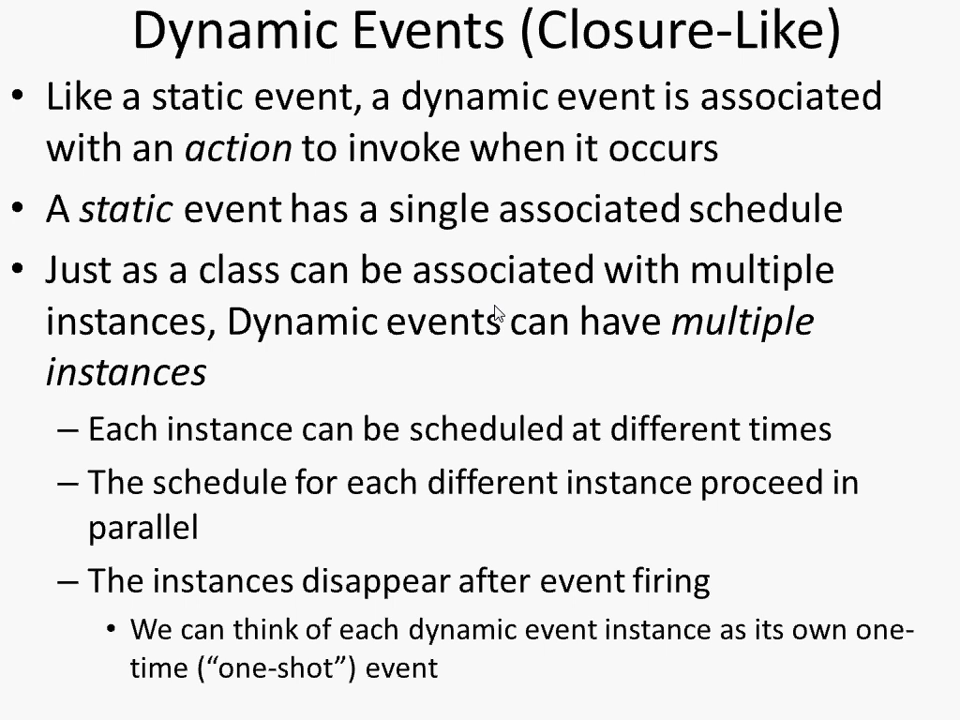 Dynamic Events (Closure-Like)
• Like a static event, a dynamic event is associated
with an action to invoke when it occurs
• A static event has a single associated schedule
• Just as a class can be associated with multiple
instances, Dynamic events can have multiple
instances
– Each instance can be scheduled at different times
– The schedule for each different instance proceed in
parallel
– The instances disappear after event firing
• We can think of each dynamic event instance as its own one-
time (“one-shot”) event